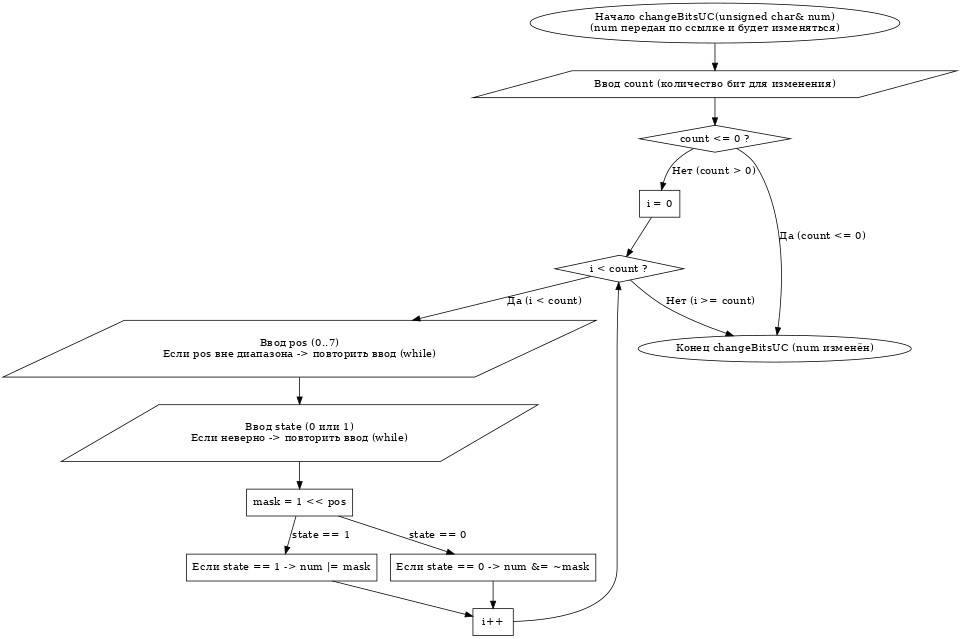 Начало changeBitsUC(unsigned char& num)
(num передан по ссылке и будет изменяться)
Ввод count (количество бит для изменения)
count <= 0 ?
Нет (count > 0)
i = 0
Да (count <= 0)
i < count ?
Да (i < count)
Нет (i >= count)
Ввод pos (0..7)
Если pos вне диапазона -> повторить ввод (while)
Конец changeBitsUC (num изменён)
Ввод state (0 или 1)
Если неверно -> повторить ввод (while)
mask = 1 << pos
state == 1
state == 0
Если state == 1 -> num |= mask
Если state == 0 -> num &= ~mask
i++